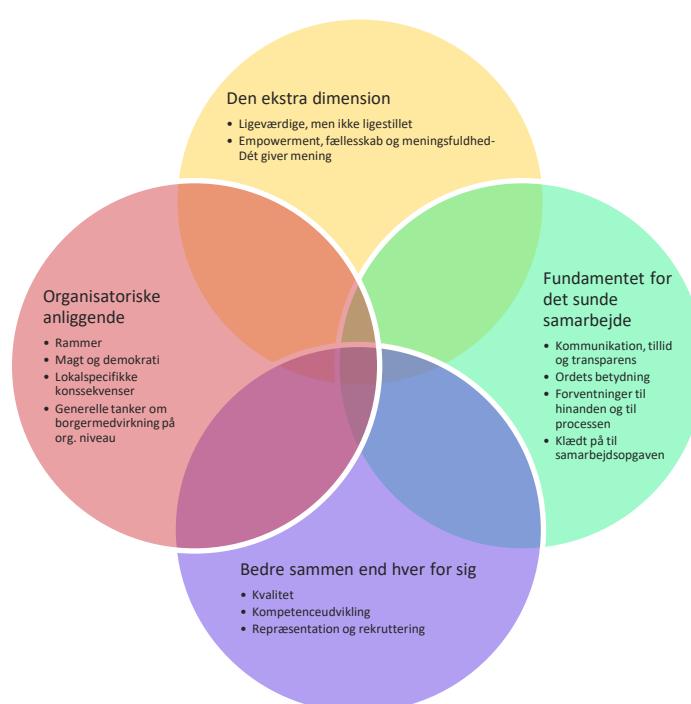 Den ekstra dimension
• Ligeværdige, men ikke ligestillet
• Empowerment, fællesskab og meningsfuldhed-
Dét giver mening
Organisatoriske
anliggende
• Rammer
• Magt og demokrati
• Lokalspecifikke
konssekvenser
• Generelle tanker om
borgermedvirkning på
org. niveau
Fundamentet for
det sunde
samarbejde
• Kommunikation, tillid
og transparens
• Ordets betydning
• Forventninger til
hinanden og til
processen
• Klædt på til
samarbejdsopgaven
Bedre sammen end hver for sig
• Kvalitet
• Kompetenceudvikling
• Repræsentation og rekruttering